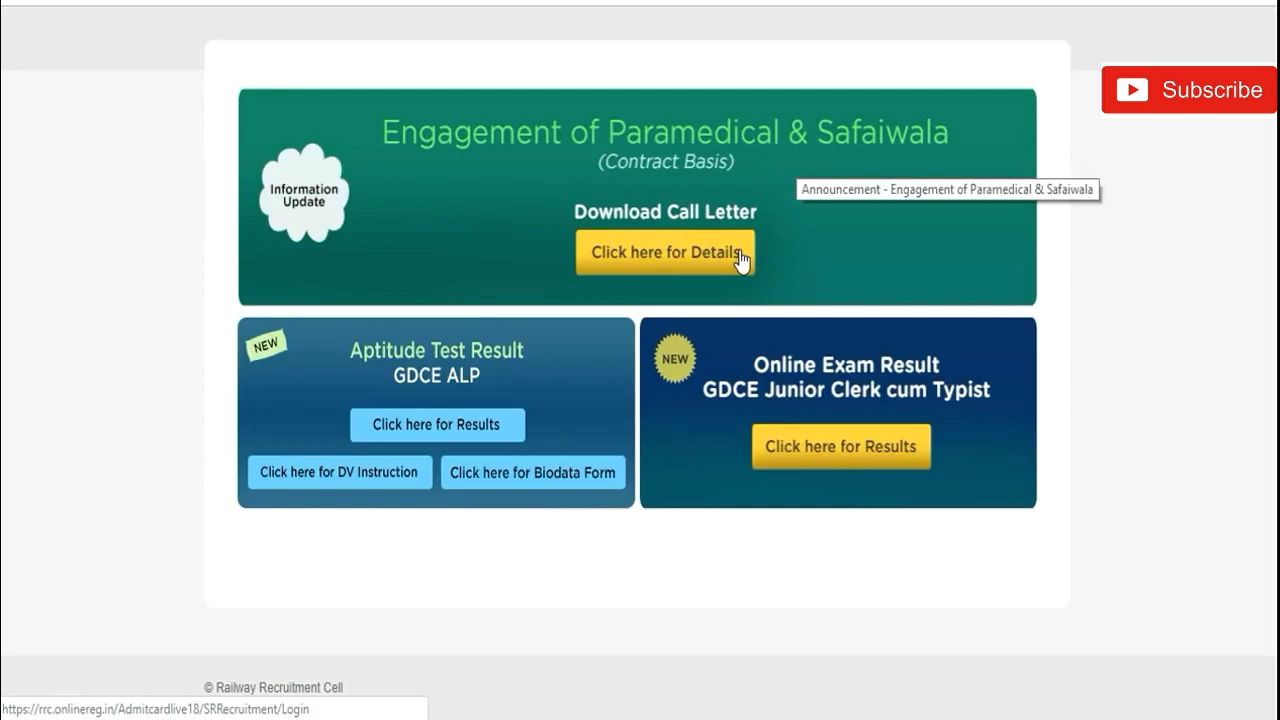 Subscribe
Engagement of Paramedical & Safaiwala
(Contract Basis)
Information
Update
Announcement - Engagement of Paramedical & Safaiwala
Download Call Letter
Click here for Details
NEW
Aptitude Test Result
GDCE ALP
Click here for Results
Click here for DV Instruction
Click here for Biodata Form
NEW
Online Exam Result
GDCE Junior Clerk cum Typist
Click here for Results
© Railway Recruitment Cell
https://rrc.onlinereg.in/Admitcardlive18/SRRecruitment/Login